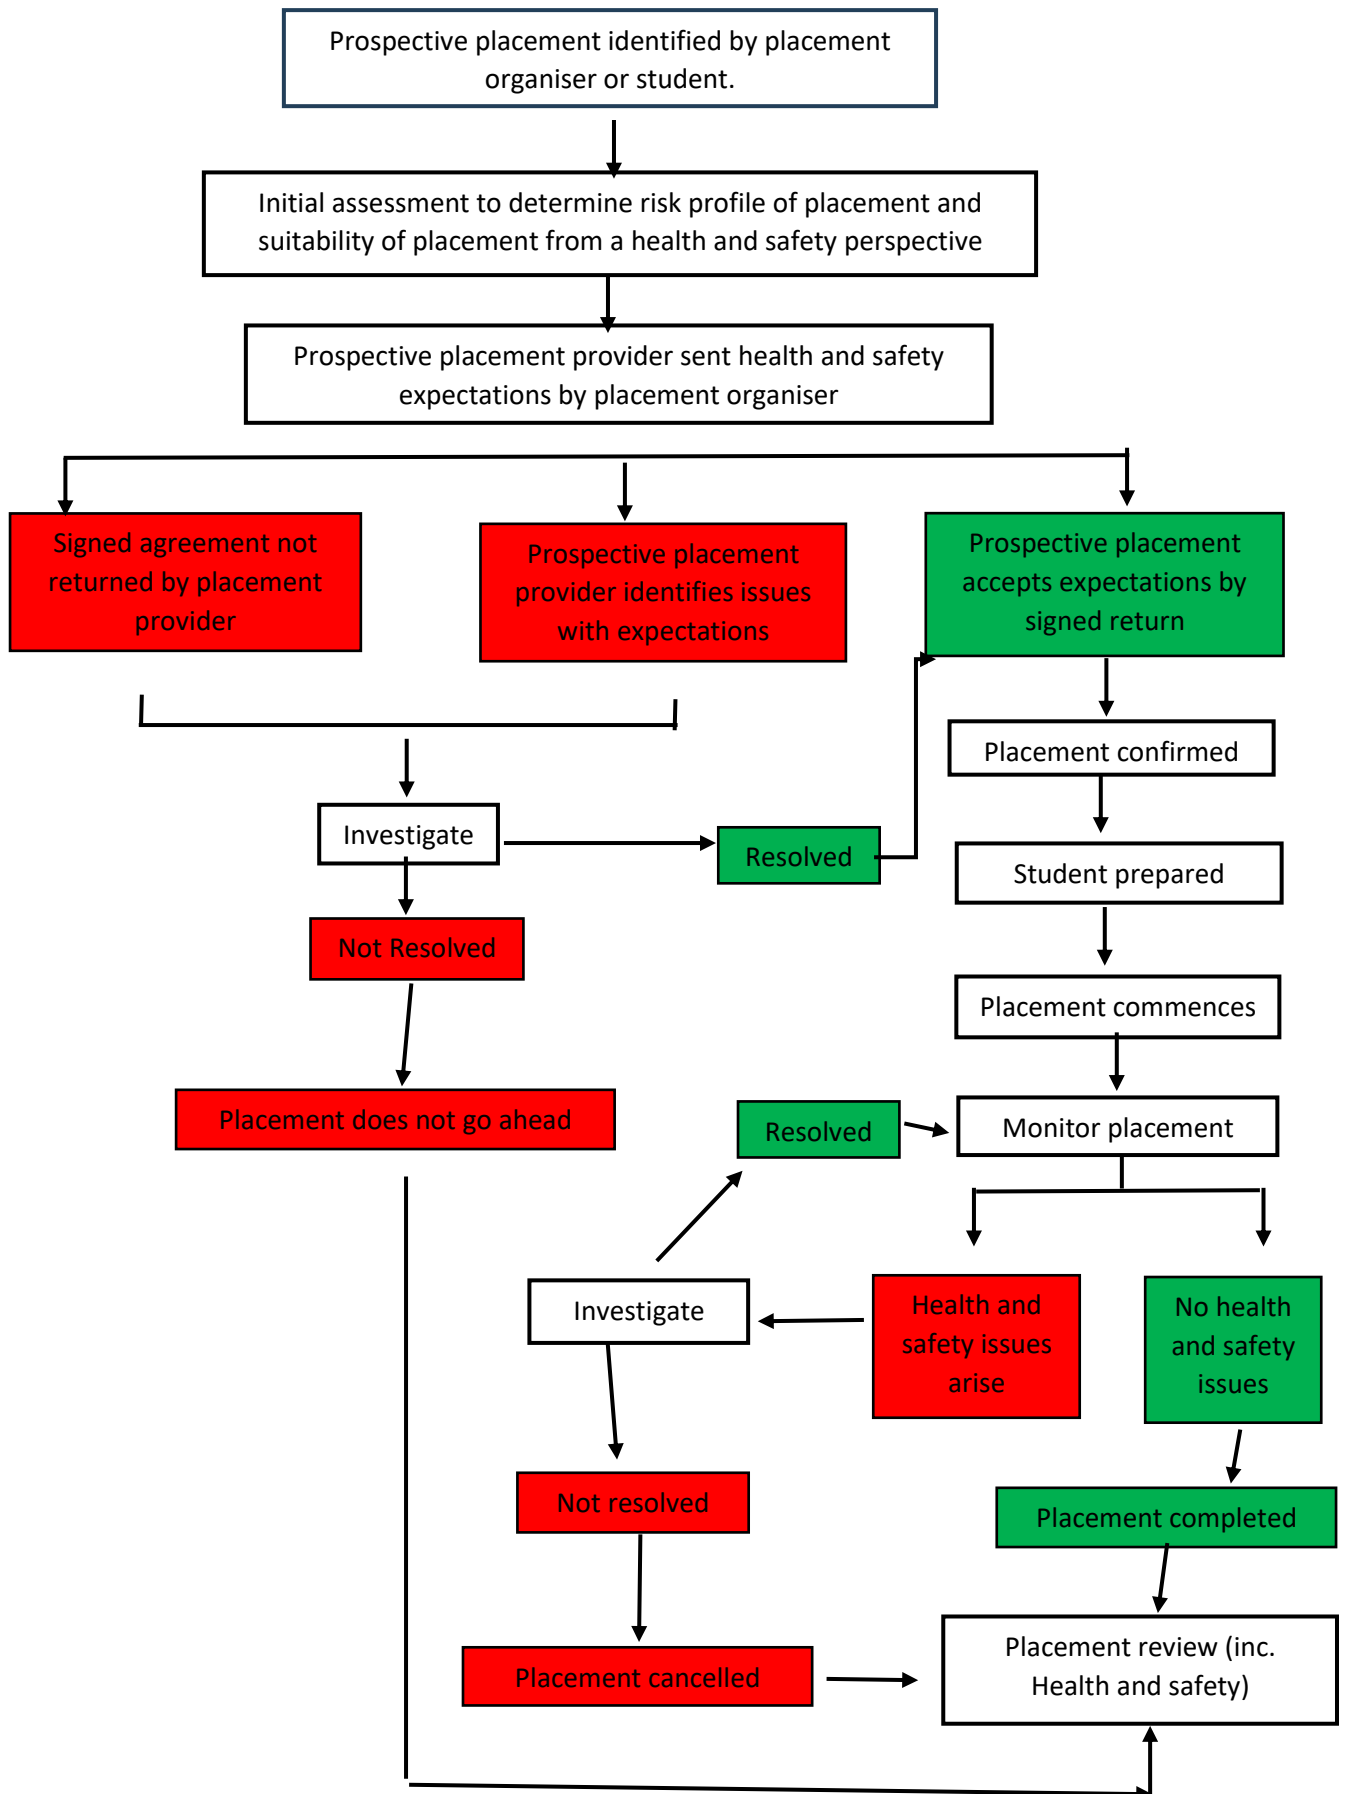 Prospective placement identified by placement
organiser or student.
Initial assessment to determine risk profile of placement and
suitability of placement from a health and safety perspective
Prospective placement provider sent health and safety
expectations by placement organiser
Signed agreement not
returned by placement
provider
Prospective placement
provider identifies issues
with expectations
Prospective placement
accepts expectations by
signed return
Placement confirmed
Investigate
Resolved
Student prepared
Not Resolved
Placement commences
Placement does not go ahead
Resolved
Monitor placement
Investigate
Health and
safety issues
arise
No health
and safety
issues
Not resolved
Placement completed
Placement cancelled
Placement review (inc.
Health and safety)